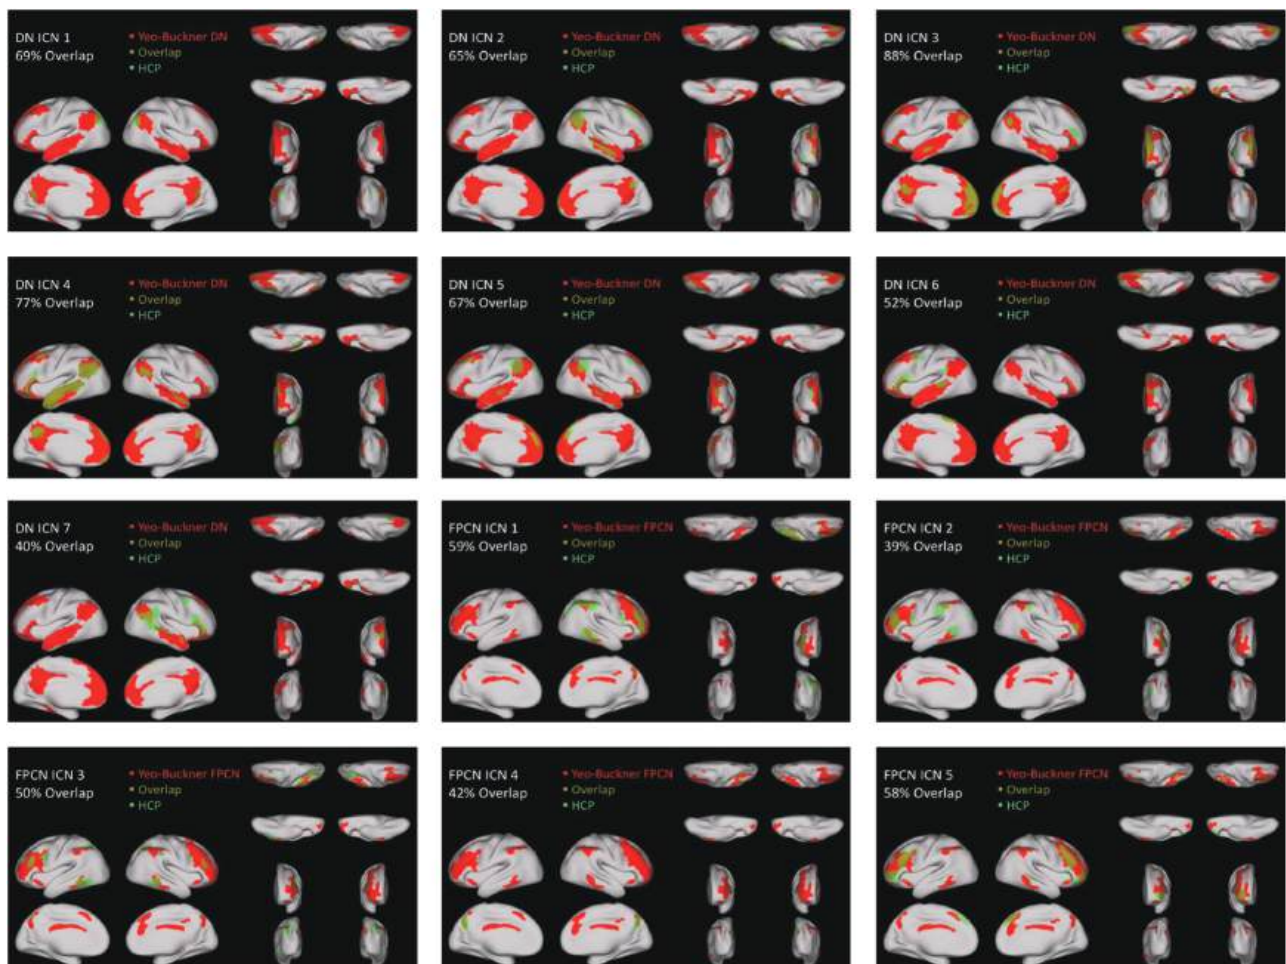 DN ICN 1 ▪ Yeo-Buckner DN
69% Overlap ▪ Overlap
▪ HCP
DN ICN 2 ▪ Yeo-Buckner DN
65% Overlap ▪ Overlap
▪ HCP
DN ICN 3 ▪ Yeo-Buckner DN
88% Overlap ▪ Overlap
▪ HCP
DN ICN 4 ▪ Yeo-Buckner DN
77% Overlap ▪ Overlap
▪ HCP
DN ICN 5 ▪ Yeo-Buckner DN
67% Overlap ▪ Overlap
▪ HCP
DN ICN 6 ▪ Yeo-Buckner DN
52% Overlap ▪ Overlap
▪ HCP
DN ICN 7 ▪ Yeo-Buckner DN
40% Overlap ▪ Overlap
▪ HCP
FPCN ICN 1 ▪ Yeo-Buckner FPCN
59% Overlap ▪ Overlap
▪ HCP
FPCN ICN 2 ▪ Yeo-Buckner FPCN
39% Overlap ▪ Overlap
▪ HCP
FPCN ICN 3 ▪ Yeo-Buckner FPCN
50% Overlap ▪ Overlap
▪ HCP
FPCN ICN 4 ▪ Yeo-Buckner FPCN
42% Overlap ▪ Overlap
▪ HCP
FPCN ICN 5 ▪ Yeo-Buckner FPCN
58% Overlap ▪ Overlap
▪ HCP